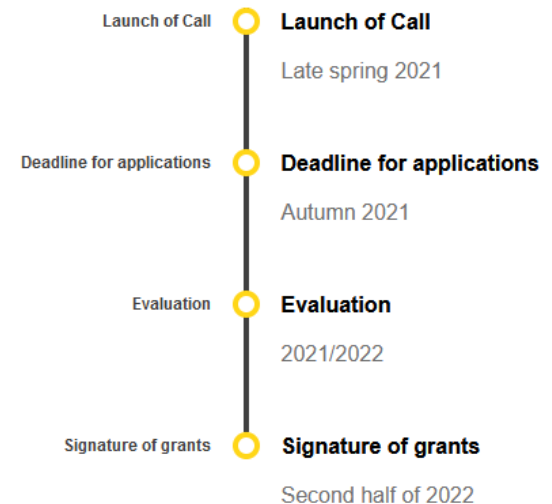 Launch of Call
Launch of Call
Late spring 2021
Deadline for applications
Deadline for applications
Autumn 2021
Evaluation
Evaluation
2021/2022
Signature of grants
Signature of grants
Second half of 2022